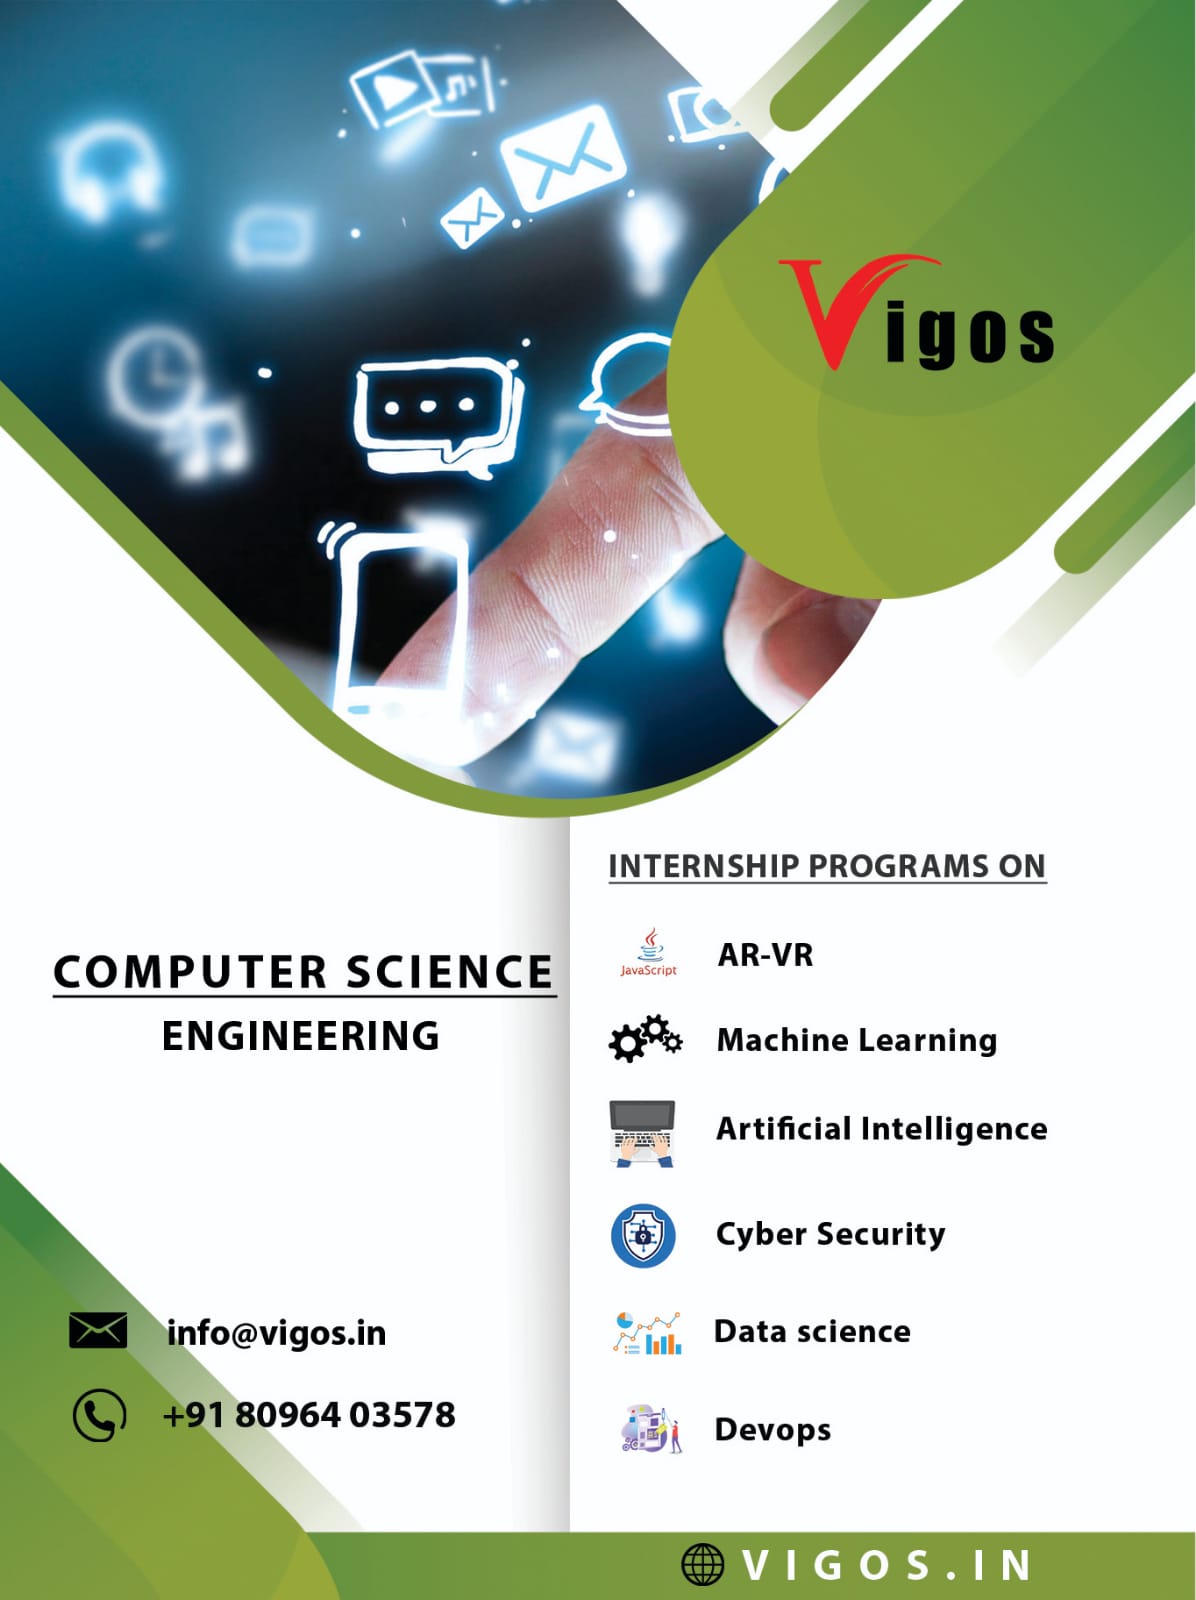 Vigos
INTERNSHIP PROGRAMS ON
COMPUTER SCIENCE
ENGINEERING
JavaScript
AR-VR
Machine Learning
Artificial Intelligence
Cyber Security
Data science
Devops
info@vigos.in
+91 80964 03578
VIGOS.IN